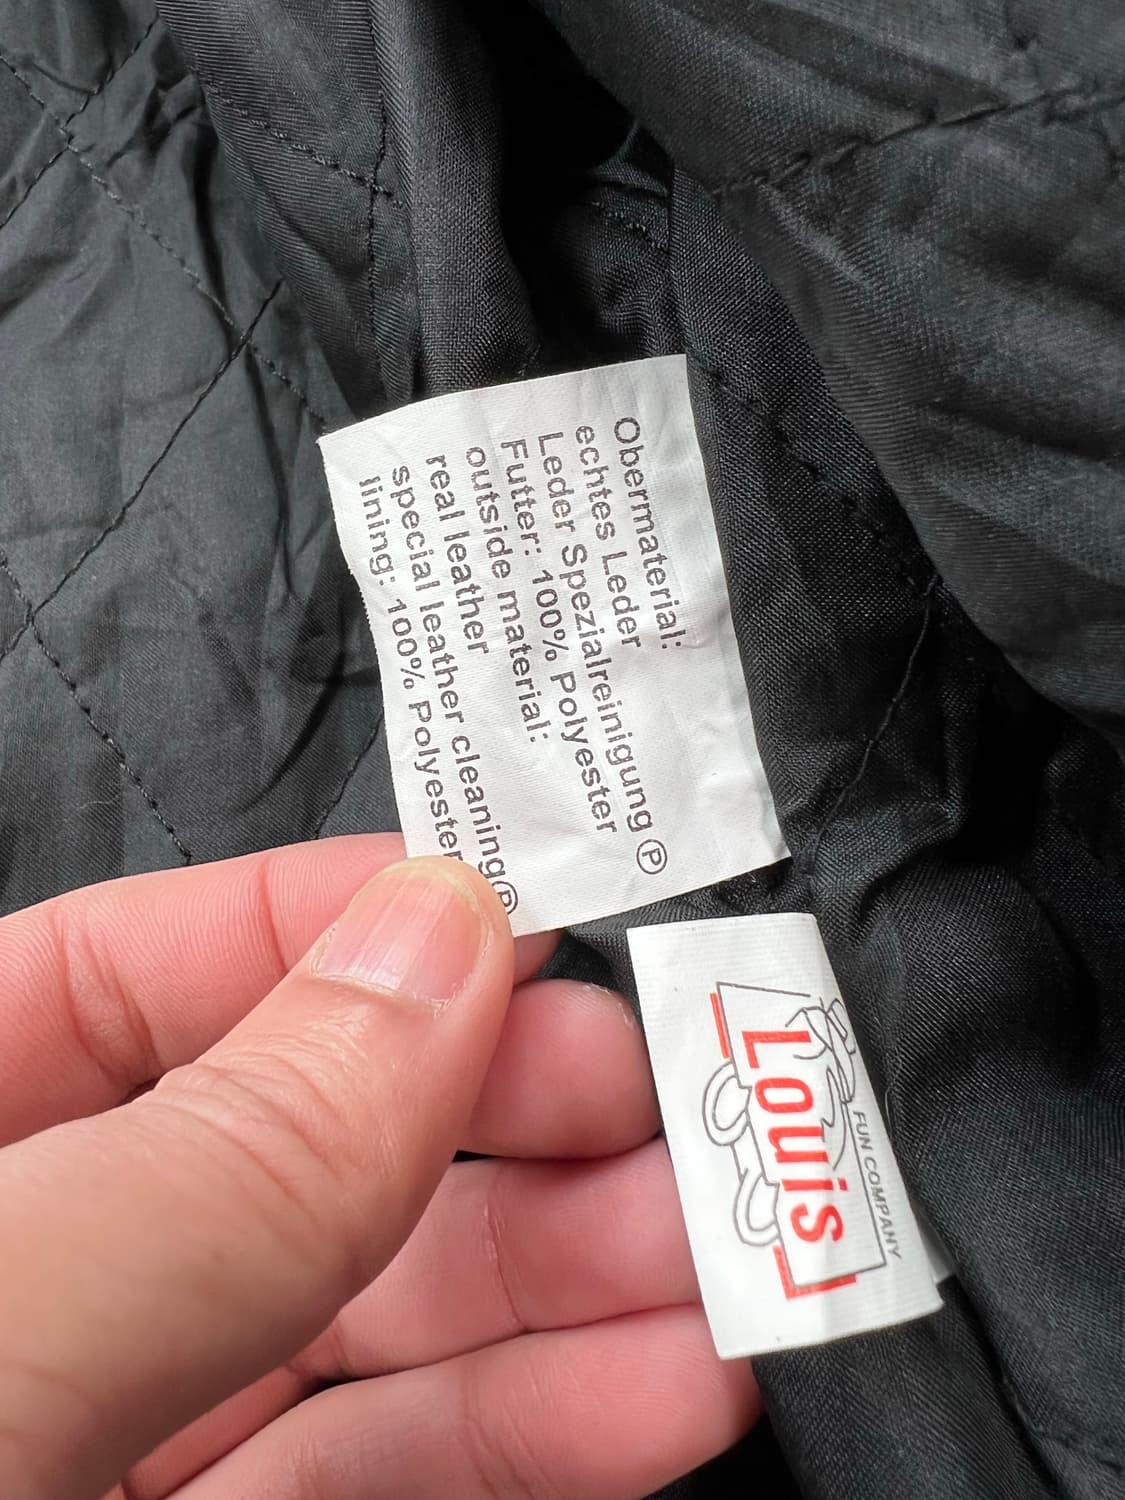 Obermaterial:
echtes Leder
Leder Spezialreinigung Ⓟ
Futter: 100% Polyester
outside material:
real leather
special leather cleaning Ⓟ
lining: 100% Polyester
Louis
FUN COMPANY